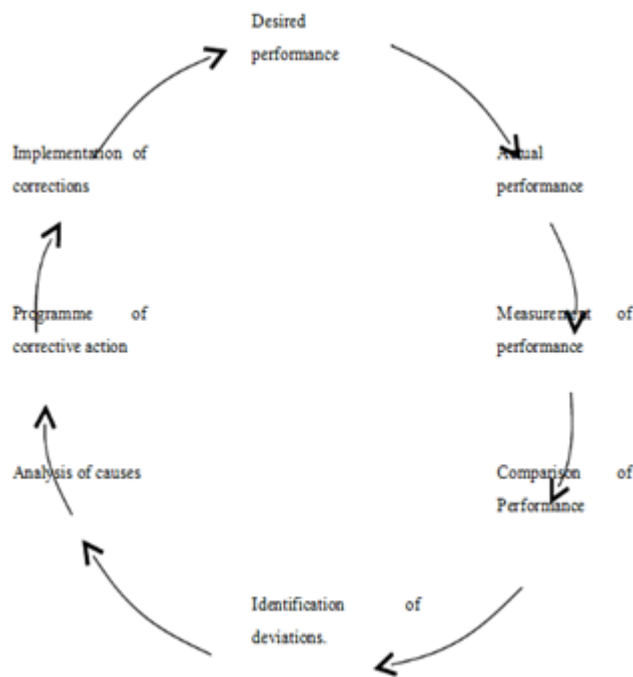 Desired
performance
Actual
performance
Measurement of
performance
Comparison of
Performance
Identification of
deviations.
Analysis of causes
Programme of
corrective action
Implementation of
corrections